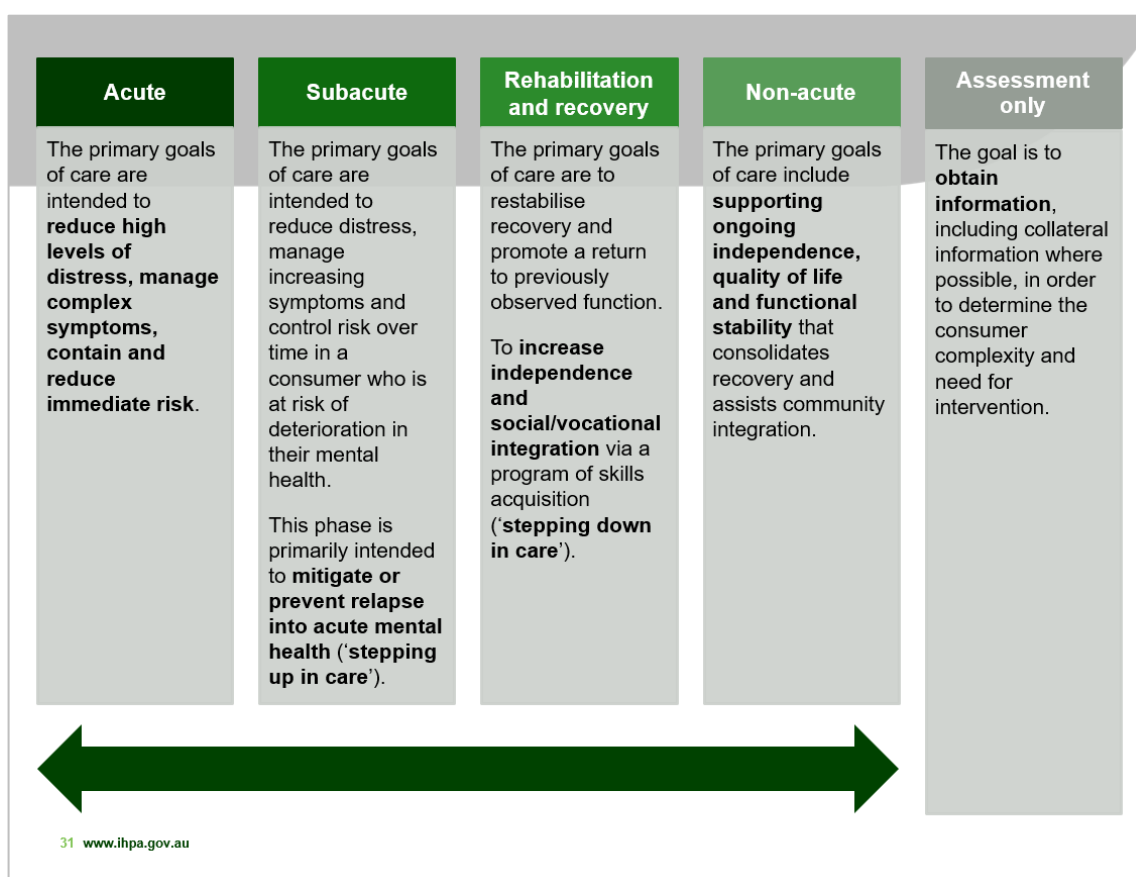 Acute
The primary goals
of care are
intended to
reduce high
levels of
distress, manage
complex
symptoms,
contain and
reduce
immediate risk.
Subacute
The primary goals
of care are
intended to
reduce distress,
manage
increasing
symptoms and
control risk over
time in a
consumer who is
at risk of
deterioration in
their mental
health.
This phase is
primarily intended
to mitigate or
prevent relapse
into acute mental
health (‘stepping
up in care’).
Rehabilitation
and recovery
The primary goals
of care are to
restabilise
recovery and
promote a return
to previously
observed function.
To increase
independence
and
social/vocational
integration via a
program of skills
acquisition
(‘stepping down
in care’).
Non-acute
The primary goals
of care include
supporting
ongoing
independence,
quality of life
and functional
stability that
consolidates
recovery and
assists community
integration.
Assessment
only
The goal is to
obtain
information,
including collateral
information where
possible, in order
to determine the
consumer
complexity and
need for
intervention.
31 www.ihpa.gov.au